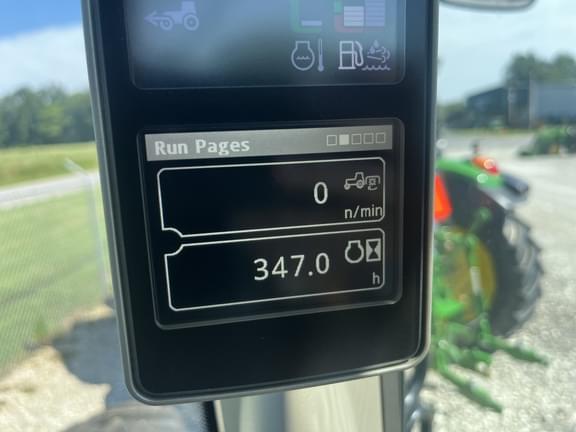 Run Pages
0
n/min
347.0
h